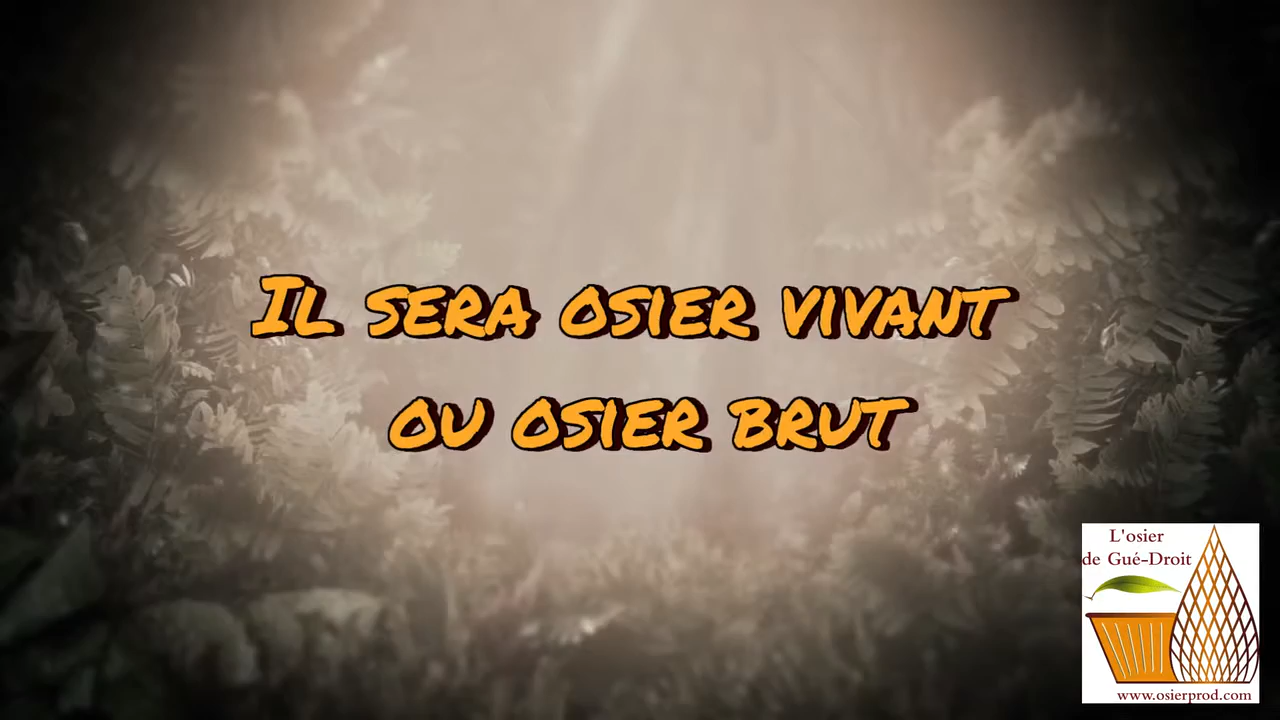 Il sera osier vivant
ou osier brut
L'osier
de Gué-Droit
www.osierprod.com